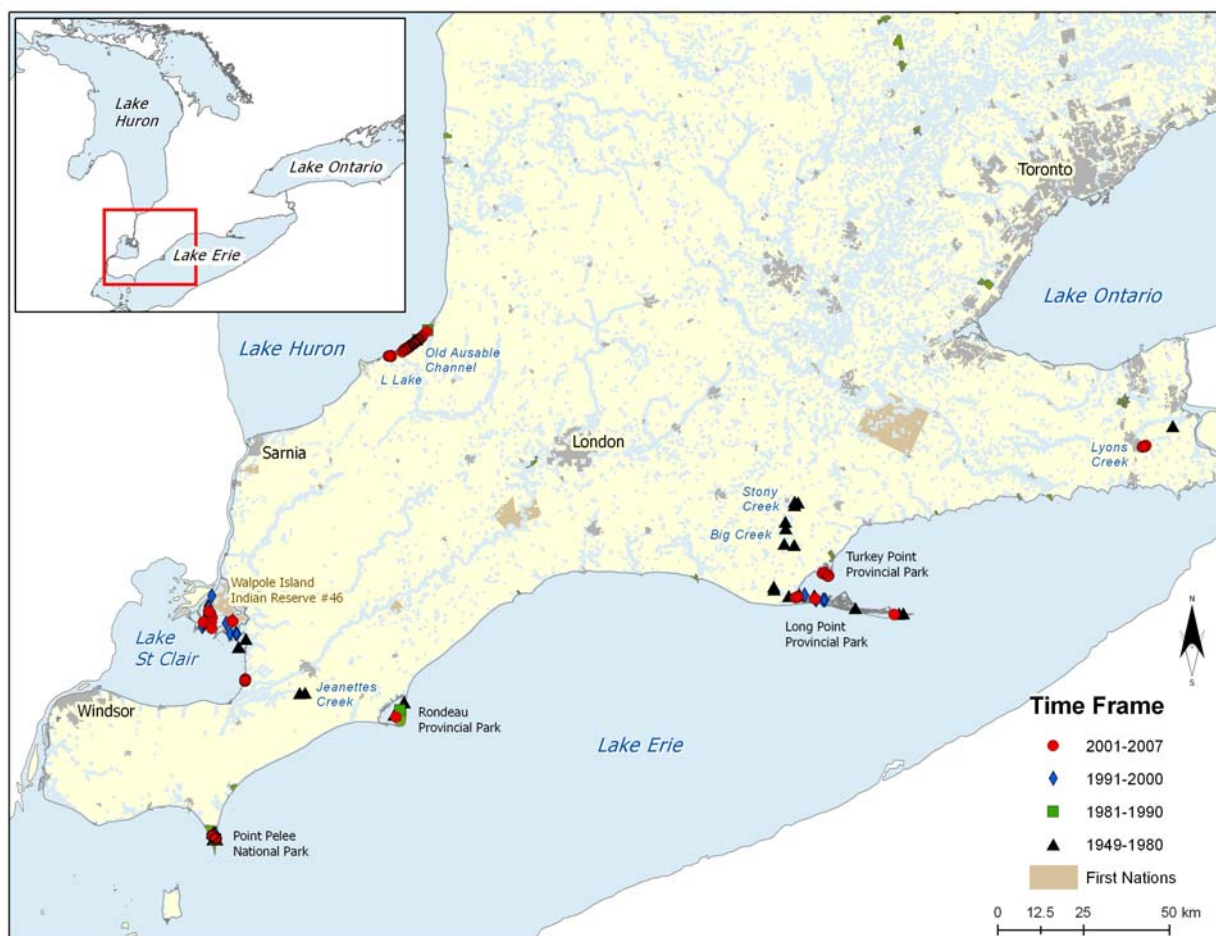 Lake
Huron
Lake Ontario
Lake Erie
Toronto
Lake Ontario
Lake Huron
Old Ausable
Channel
L Lake
London
Sarnia
Lyons
Creek
Stony
Creek
Big Creek
Turkey Point
Provincial Park
Walpole Island
Indian Reserve #46
Long Point
Provincial Park
Lake
St Clair
Jeanettes
Creek
Windsor
Rondeau
Provincial Park
Lake Erie
Point Pelee
National Park
N
S
Time Frame
2001-2007
1991-2000
1981-1990
1949-1980
First Nations
0 12.5 25 50 km